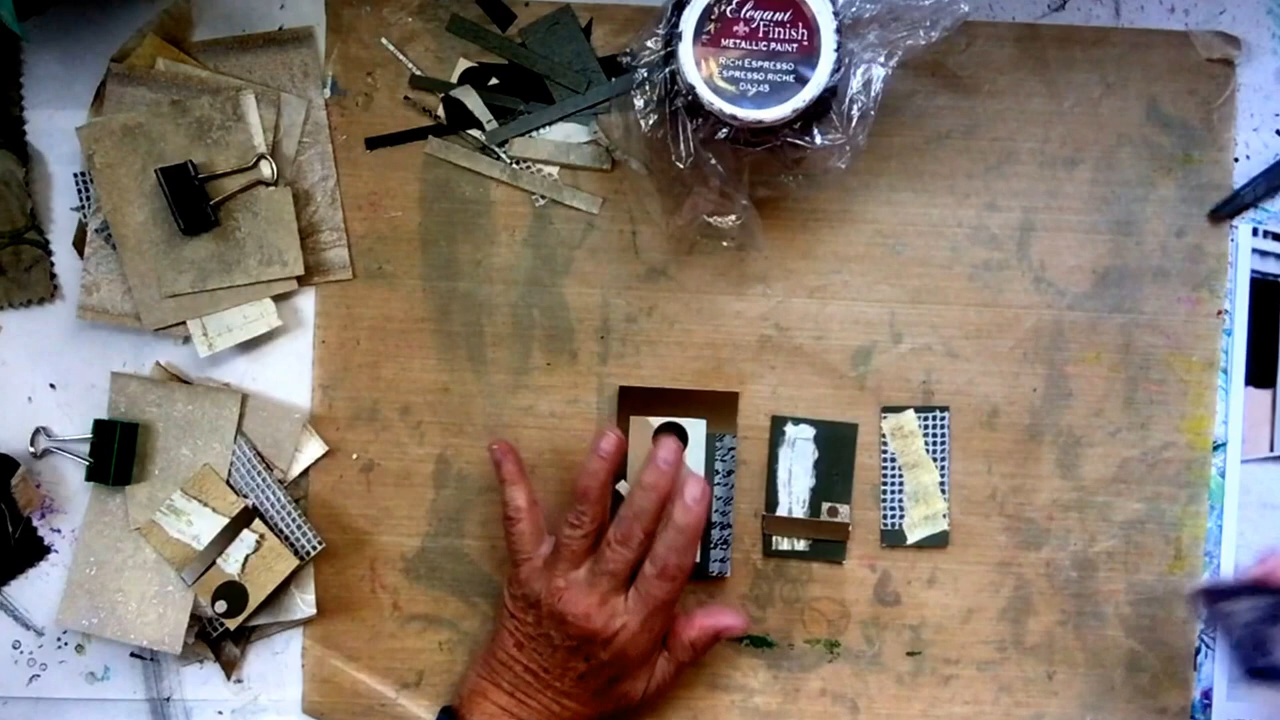 Elegant
Finish
METALLIC PAINT
RICH ESPRESSO
ESPRESSO RICHE
DA245